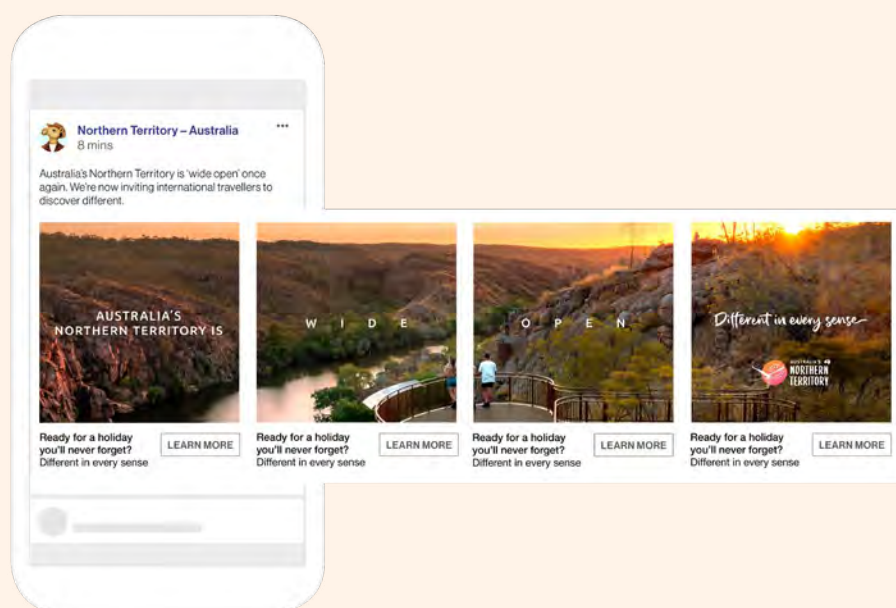 Northern Territory – Australia
8 mins
Australia's Northern Territory is 'wide open' once
again. We're now inviting international travellers to
discover different.
AUSTRALIA'S
NORTHERN TERRITORY IS
W I D E
O P E N
Different in every sense
AUSTRALIA'S
NORTHERN
TERRITORY
Ready for a holiday
you'll never forget?
Different in every sense
LEARN MORE
Ready for a holiday
you'll never forget?
Different in every sense
LEARN MORE
Ready for a holiday
you'll never forget?
Different in every sense
LEARN MORE
Ready for a holiday
you'll never forget?
Different in every sense
LEARN MORE